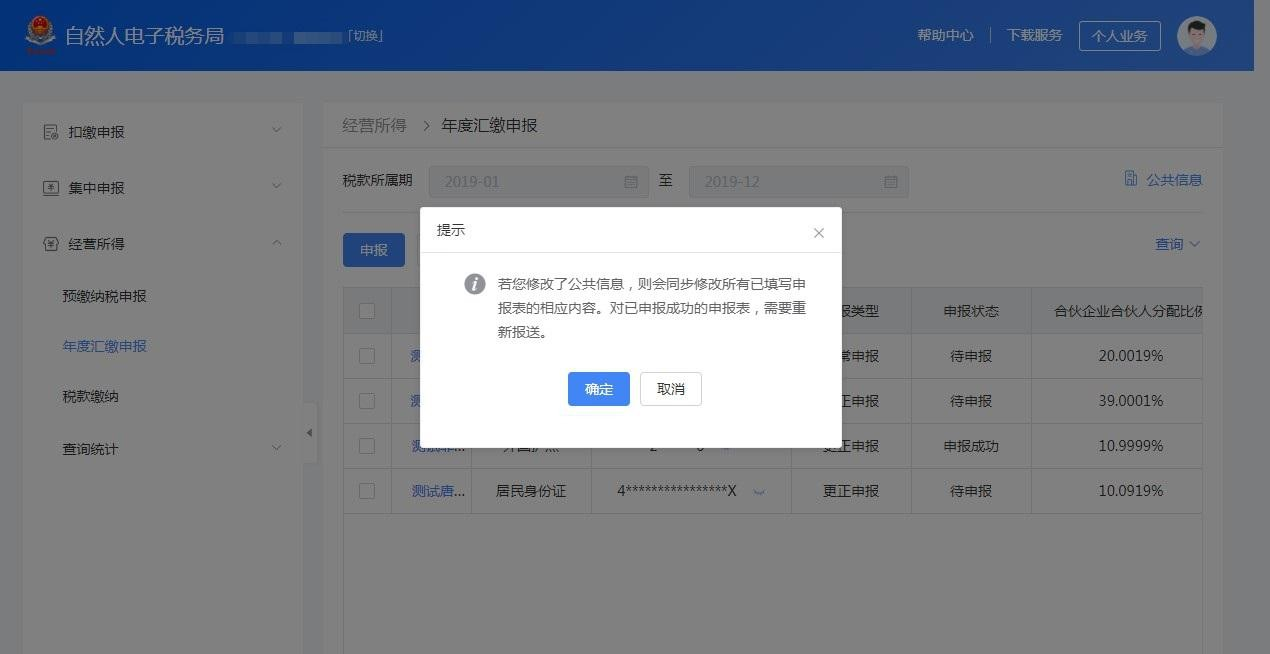 自然人电子税务局
「切换」
帮助中心
下载服务
个人业务
扣缴申报
集中申报
经营所得
预缴纳税申报
年度汇缴申报
税款缴纳
查询统计
经营所得 > 年度汇缴申报
税款所属期 2019-01 至 2019-12 公共信息
申报 查询
提示
若您修改了公共信息，则会同步修改所有已填写申
报表的相应内容。对已申报成功的申报表，需要重
新报送。
确定 取消
报类型 申报状态 合伙企业合伙人分配比例
常申报 待申报 20.0019%
正申报 待申报 39.0001%
更正申报 申报成功 10.9999%
测试唐... 居民身份证 4****************X 更正申报 待申报 10.0919%